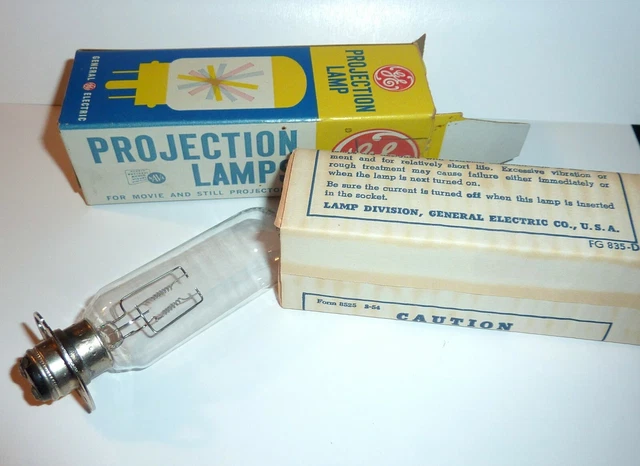 GENERAL GE ELECTRIC
PROJECTION
LAMP
GE
PROJECTION
LAMP
FOR MOVIE AND STILL PROJECTO
ment and for relatively short life. Excessive vibration or
rough treatment may cause failure either immediately or
when the lamp is next turned on.
Be sure the current is turned off when this lamp is inserted
in the socket.
LAMP DIVISION, GENERAL ELECTRIC CO., U. S. A.
FG 835-D
Form 8525 2-54
CAUTION